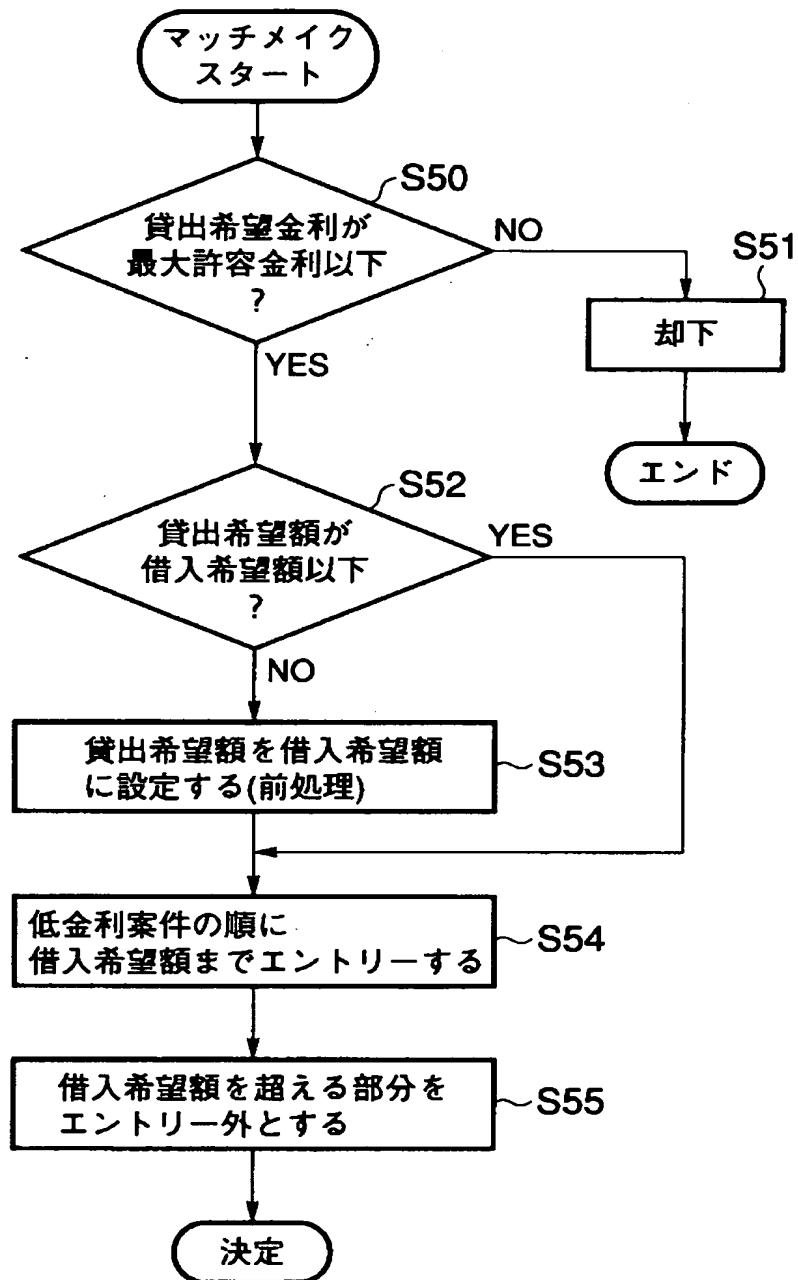 マッチメイク
スタート
S50
貸出希望金利が
最大許容金利以下
?
NO
S51
却下
エンド
YES
S52
貸出希望額が
借入希望額以下
?
YES
NO
貸出希望額を借入希望額
に設定する(前処理)
S53
低金利案件の順に
借入希望額までエントリーする
S54
借入希望額を超える部分を
エントリー外とする
S55
決定